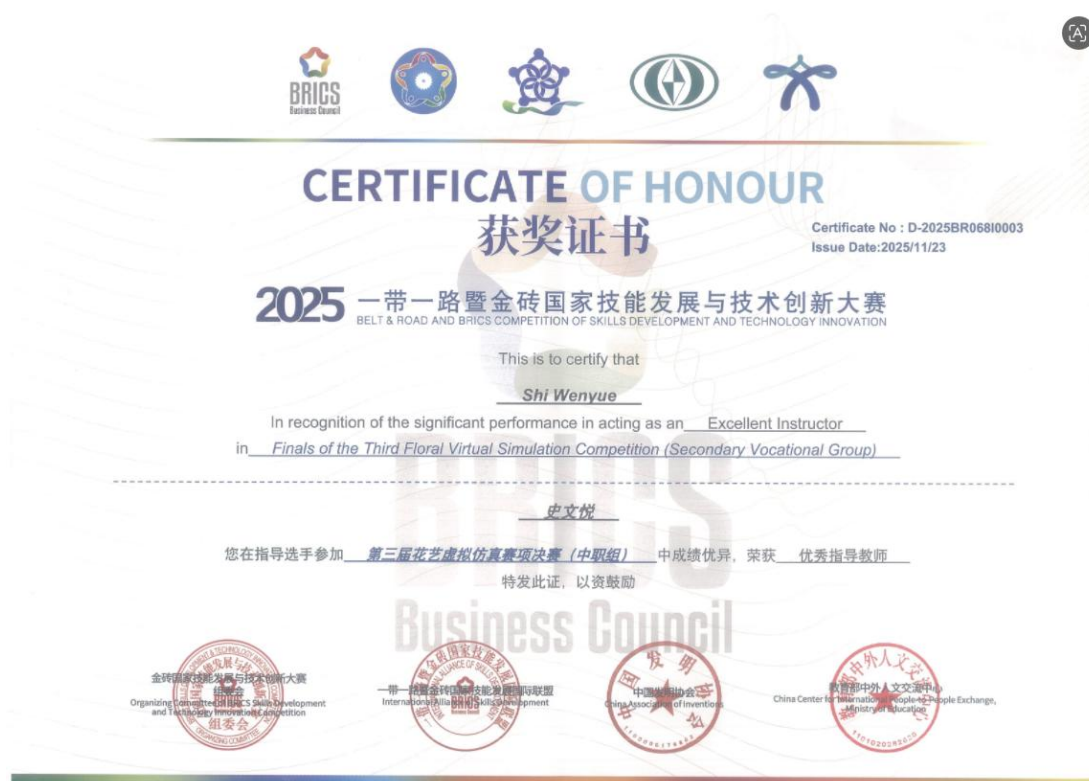 BRICS
Business Council
CERTIFICATE OF HONOUR
获奖证书
Certificate No : D-2025BR068I0003
Issue Date:2025/11/23
2025 一带一路暨金砖国家技能发展与技术创新大赛
BELT & ROAD AND BRICS COMPETITION OF SKILLS DEVELOPMENT AND TECHNOLOGY INNOVATION
This is to certify that
Shi Wenyue
In recognition of the significant performance in acting as an Excellent Instructor
in Finals of the Third Floral Virtual Simulation Competition (Secondary Vocational Group)
BRICS
史文悦
您在指导选手参加 第三届花艺虚拟仿真赛项决赛（中职组） 中成绩优异，荣获 优秀指导教师
特发此证，以资鼓励
Business Council
金砖国家技能发展与技术创新大赛
组委会
Organizing Committee of BRICS Skills Development
and Technology Innovation Competition
组委会
ORGANIZING COMMITTEE
一带一路暨金砖国家技能发展国际联盟
International Alliance of Skills Development
中国发明协会
China Association of Inventions
教育部中外人文交流中心
China Center for International People-to-People Exchange,
Ministry of Education